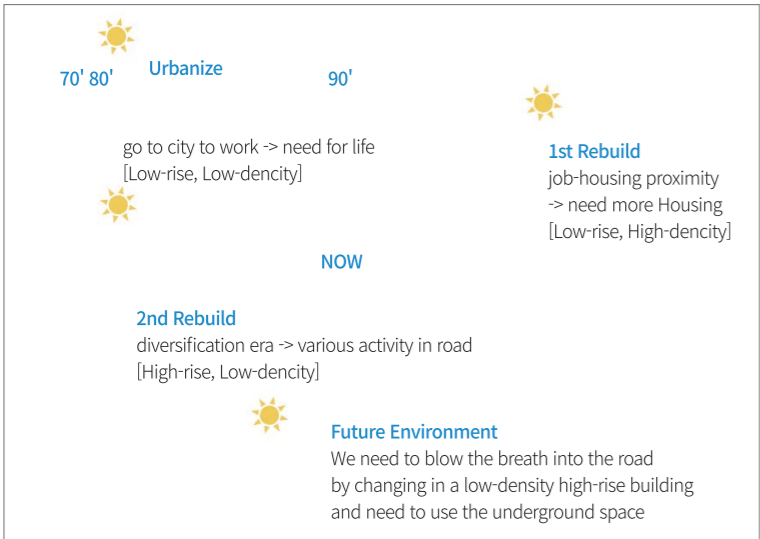 70' 80'
Urbanize
90'
go to city to work -> need for life
[Low-rise, Low-dencity]
1st Rebuild
job-housing proximity
-> need more Housing
[Low-rise, High-dencity]
NOW
2nd Rebuild
diversification era -> various activity in road
[High-rise, Low-dencity]
Future Environment
We need to blow the breath into the road
by changing in a low-density high-rise building
and need to use the underground space